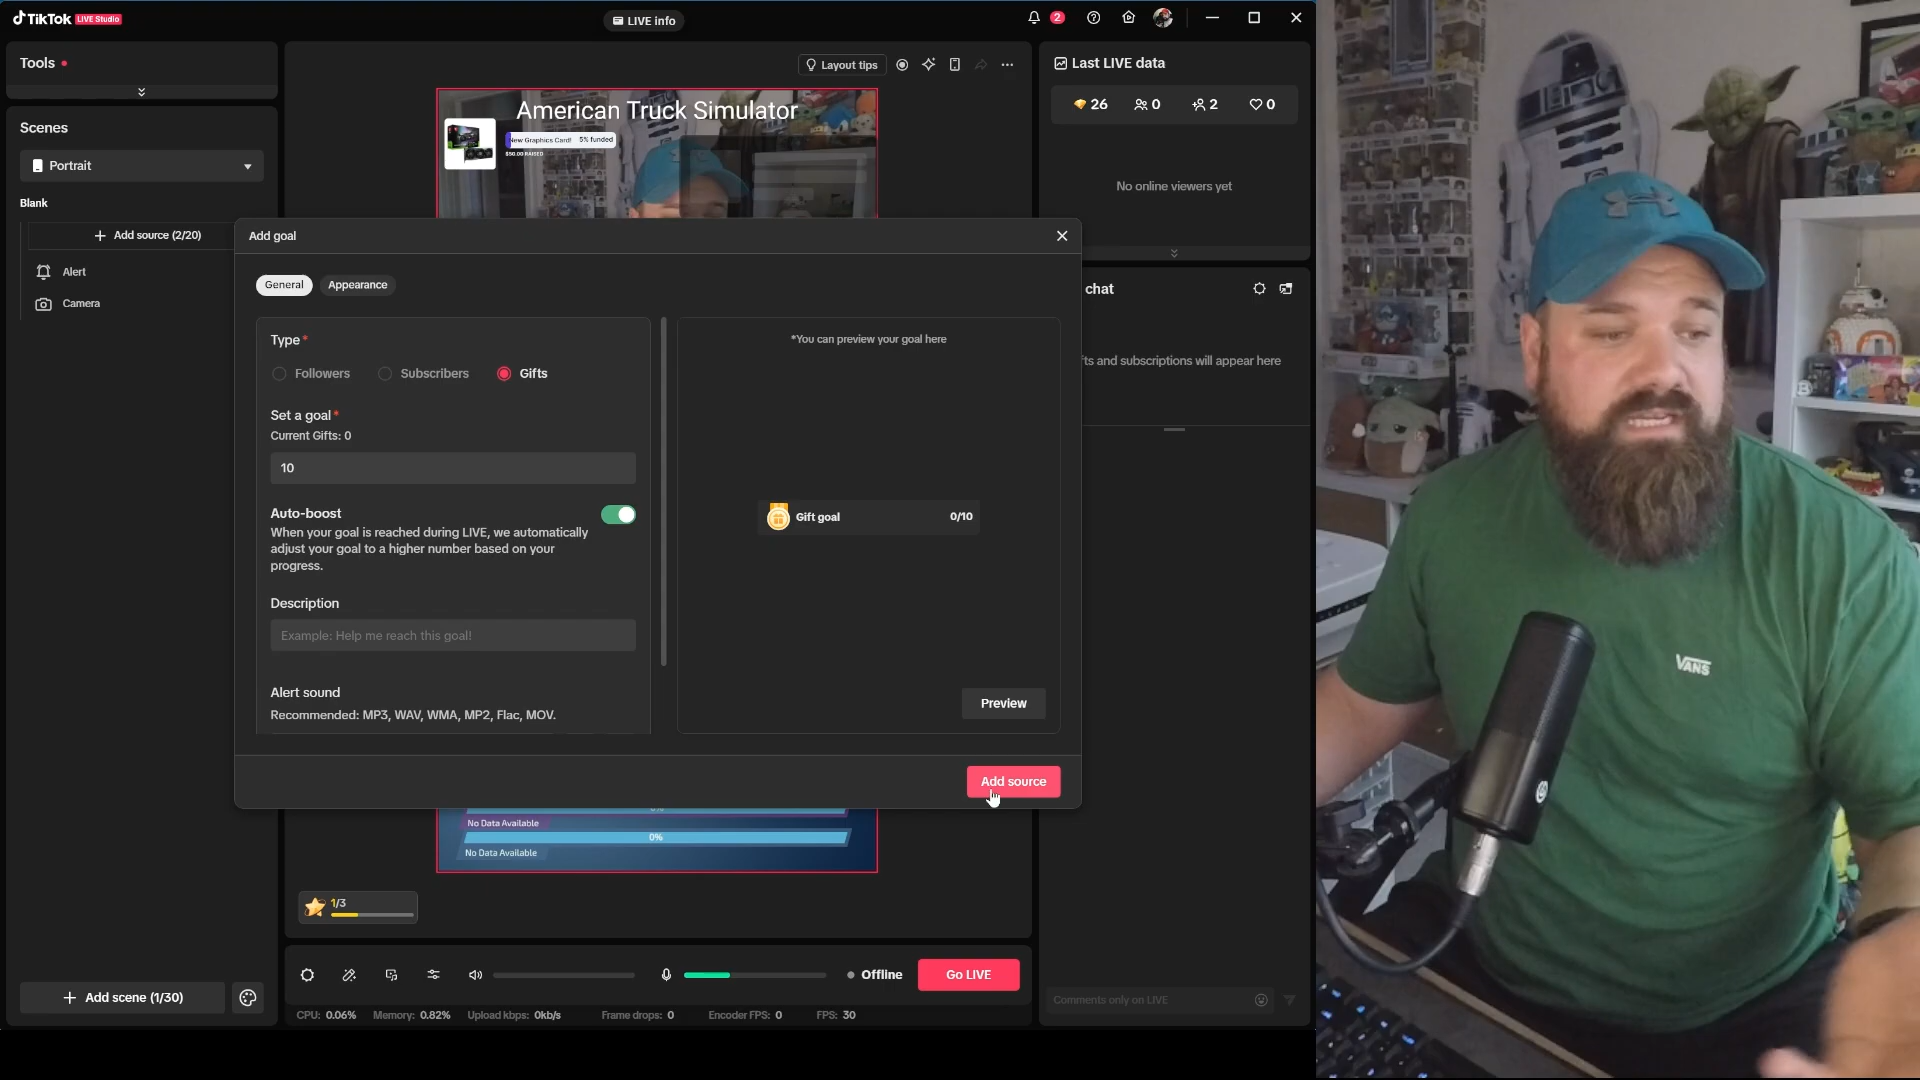 TikTok LIVE Studio
LIVE info
2
Tools
Layout tips
Last LIVE data
26
0
2
0
No online viewers yet
Scenes
Portrait
Blank
Add source (2/20)
Alert
Camera
American Truck Simulator
New Graphics Card! 5% funded
$50.00 RAISED
Add goal
General
Appearance
Type*
Followers
Subscribers
Gifts
Set a goal*
Current Gifts: 0
10
Auto-boost
When your goal is reached during LIVE, we automatically
adjust your goal to a higher number based on your
progress.
Description
Example: Help me reach this goal!
Alert sound
Recommended: MP3, WAV, WMA, MP2, Flac, MOV.
*You can preview your goal here
Gift goal
0/10
Preview
Add source
chat
fts and subscriptions will appear here
0%
No Data Available
0%
No Data Available
1/3
Offline
Go LIVE
Add scene (1/30)
CPU: 0.06%
Memory: 0.82%
Upload kbps: 0kb/s
Frame drops: 0
Encoder FPS: 0
FPS: 30
Comments only on LIVE
VANS